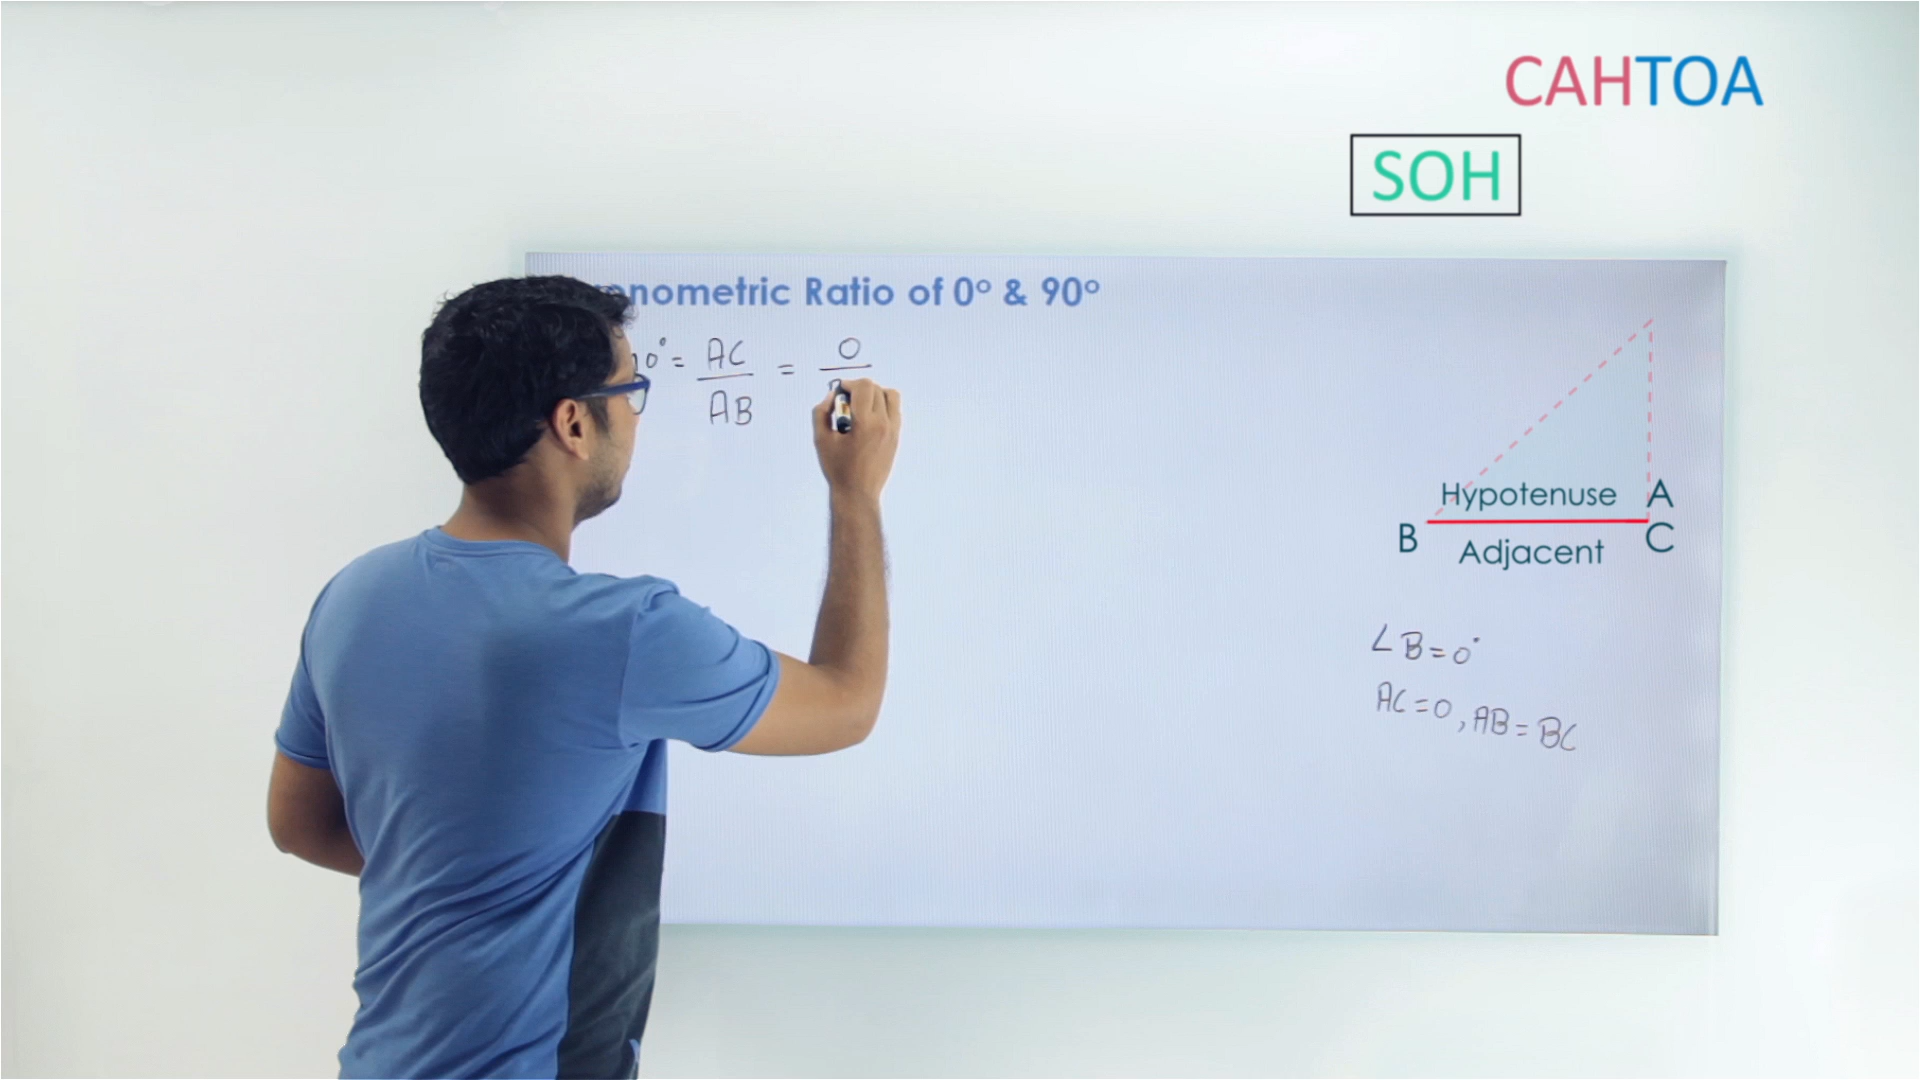 CAHTOA
SOH
nometric Ratio of 0° & 90°
0° = AC/AB = 0/
Hypotenuse A
B C
Adjacent
∠B=0°
AC=0, AB=BC